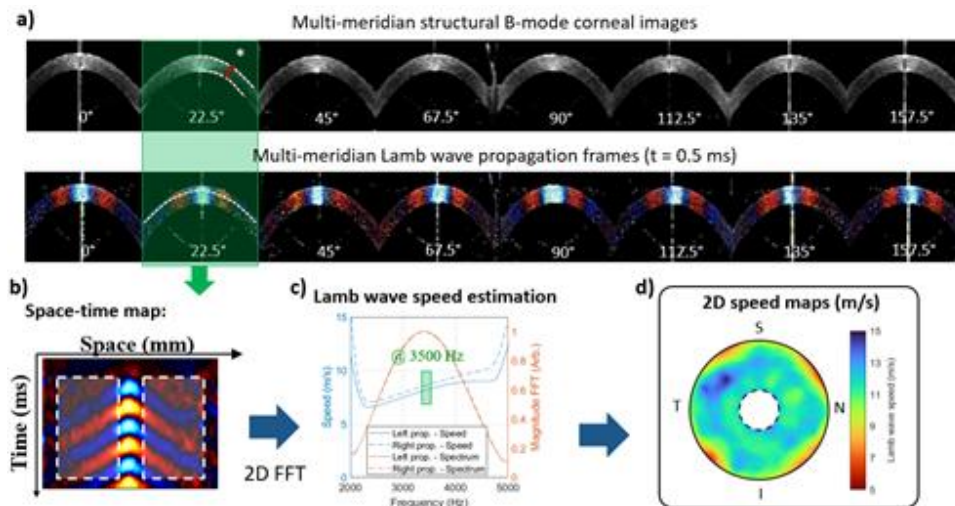 a)
Multi-meridian structural B-mode corneal images
*
0° 22.5° 45° 67.5° 90° 112.5° 135° 157.5°
Multi-meridian Lamb wave propagation frames (t = 0.5 ms)
0° 22.5° 45° 67.5° 90° 112.5° 135° 157.5°
b)
Space-time map:
Space (mm)
Time (ms)
2D FFT
c)
Lamb wave speed estimation
15
10
5
0
Speed (m/s)
@ 3500 Hz
1
0.8
0.6
0.4
0.2
0
Magnitude FFT (Arb.)
Left prop. - Speed
Right prop. - Speed
Left prop. - Spectrum
Right prop. - Spectrum
2000 3000 4000 5000
Frequency (Hz)
d)
2D speed maps (m/s)
S
T
N
I
15
13
11
9
7
5
Lamb wave speed (m/s)